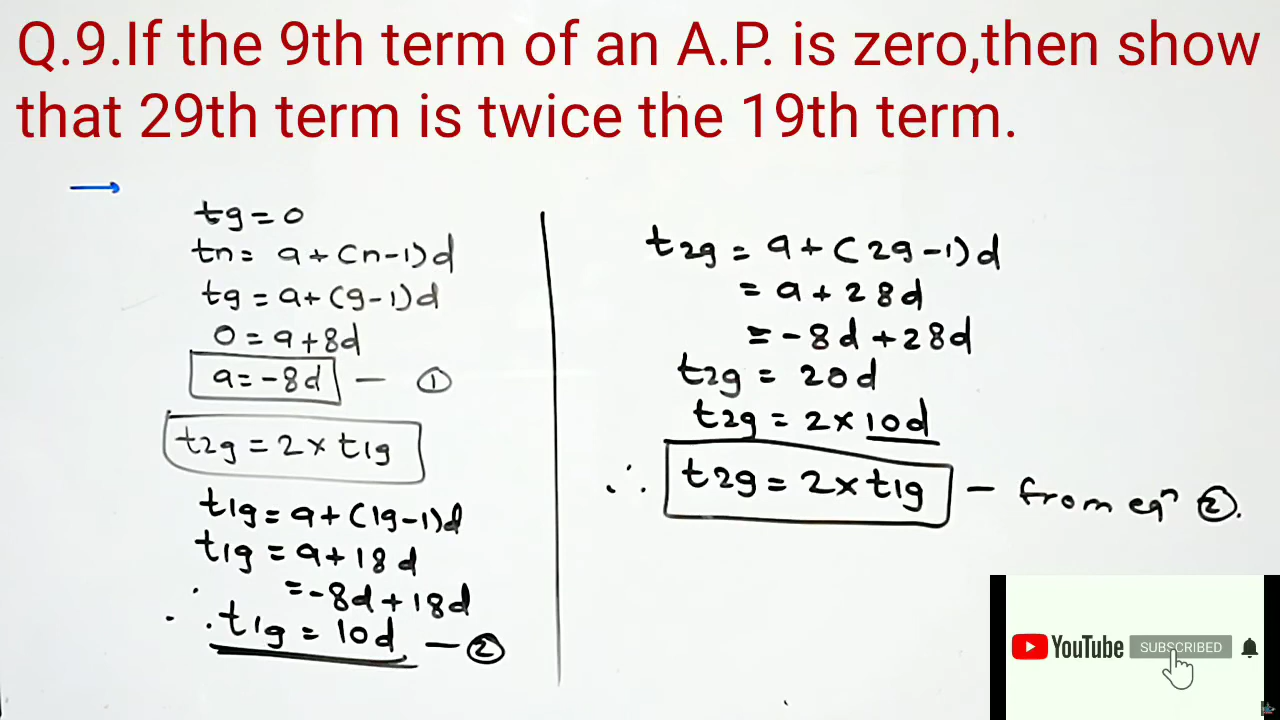 Q.9.If the 9th term of an A.P. is zero,then show
that 29th term is twice the 19th term.
t9 = 0
tn = a + (n-1)d
t9 = a + (9-1)d
0 = a + 8d
a = -8d — ①
t29 = 2 × t19
t19 = a + (19-1)d
t19 = a + 18d
= -8d + 18d
∴ t19 = 10d — ②
t29 = a + (29-1)d
= a + 28d
= -8d + 28d
t29 = 20d
t29 = 2 × 10d
∴ t29 = 2 × t19 — from eqⁿ ②.
YouTube SUBSCRIBED